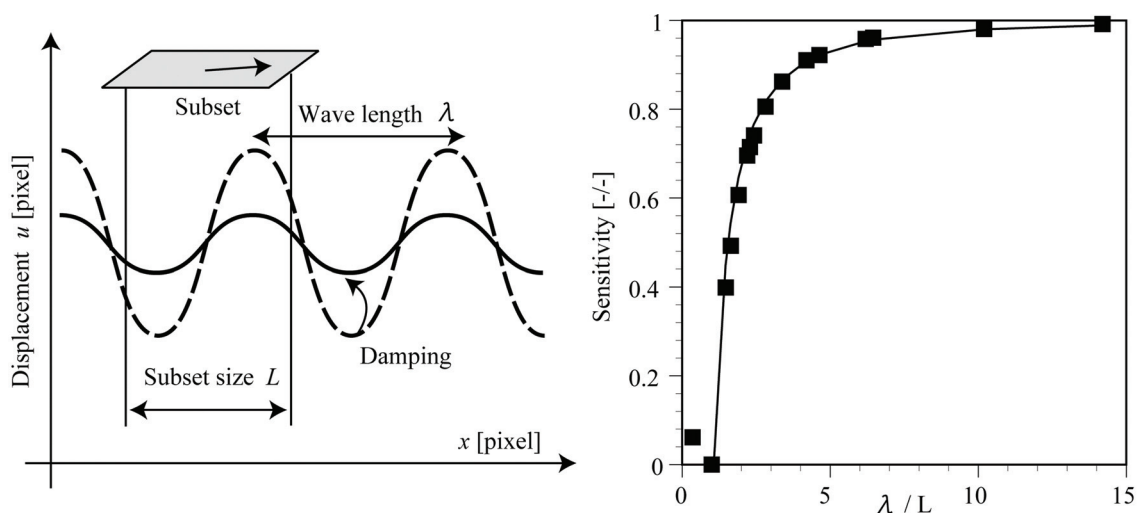 Subset
Wave length λ
Displacement u [pixel]
Damping
Subset size L
x [pixel]
Sensitivity [-/-]
1
0.8
0.6
0.4
0.2
0
0
5
10
15
λ / L